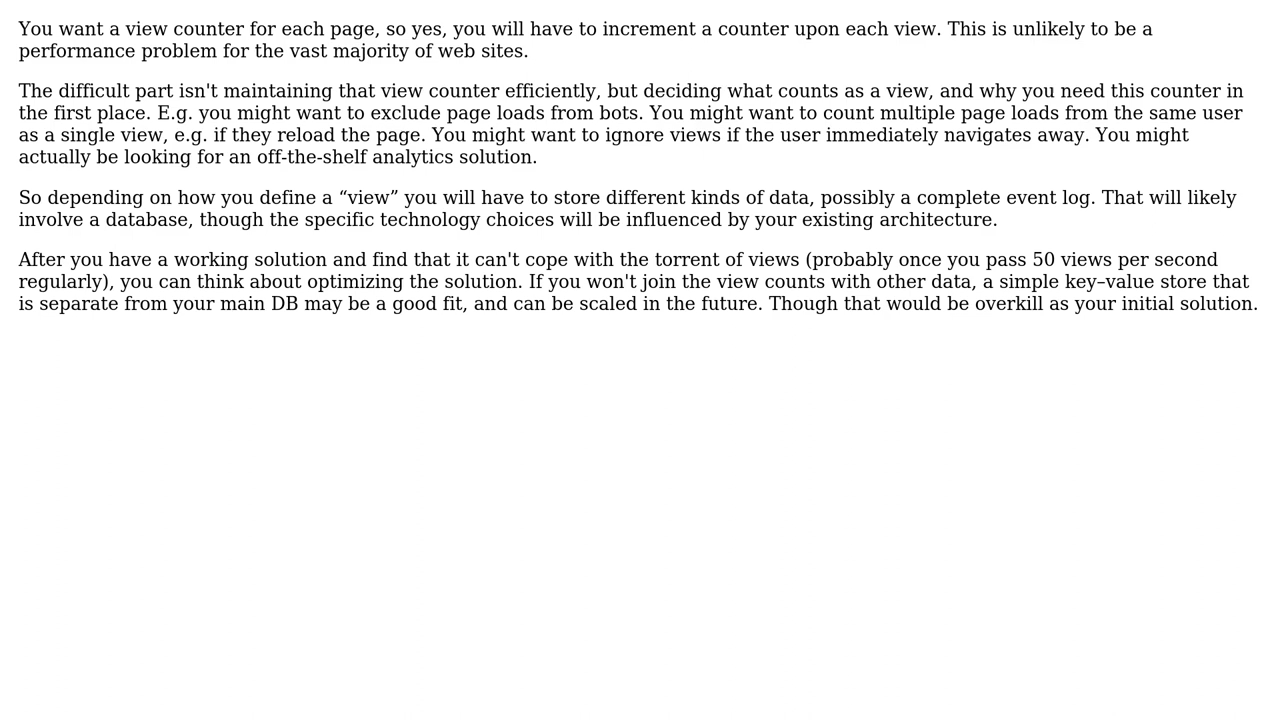 You want a view counter for each page, so yes, you will have to increment a counter upon each view. This is unlikely to be a
performance problem for the vast majority of web sites.
The difficult part isn't maintaining that view counter efficiently, but deciding what counts as a view, and why you need this counter in
the first place. E.g. you might want to exclude page loads from bots. You might want to count multiple page loads from the same user
as a single view, e.g. if they reload the page. You might want to ignore views if the user immediately navigates away. You might
actually be looking for an off-the-shelf analytics solution.
So depending on how you define a “view” you will have to store different kinds of data, possibly a complete event log. That will likely
involve a database, though the specific technology choices will be influenced by your existing architecture.
After you have a working solution and find that it can't cope with the torrent of views (probably once you pass 50 views per second
regularly), you can think about optimizing the solution. If you won't join the view counts with other data, a simple key–value store that
is separate from your main DB may be a good fit, and can be scaled in the future. Though that would be overkill as your initial solution.